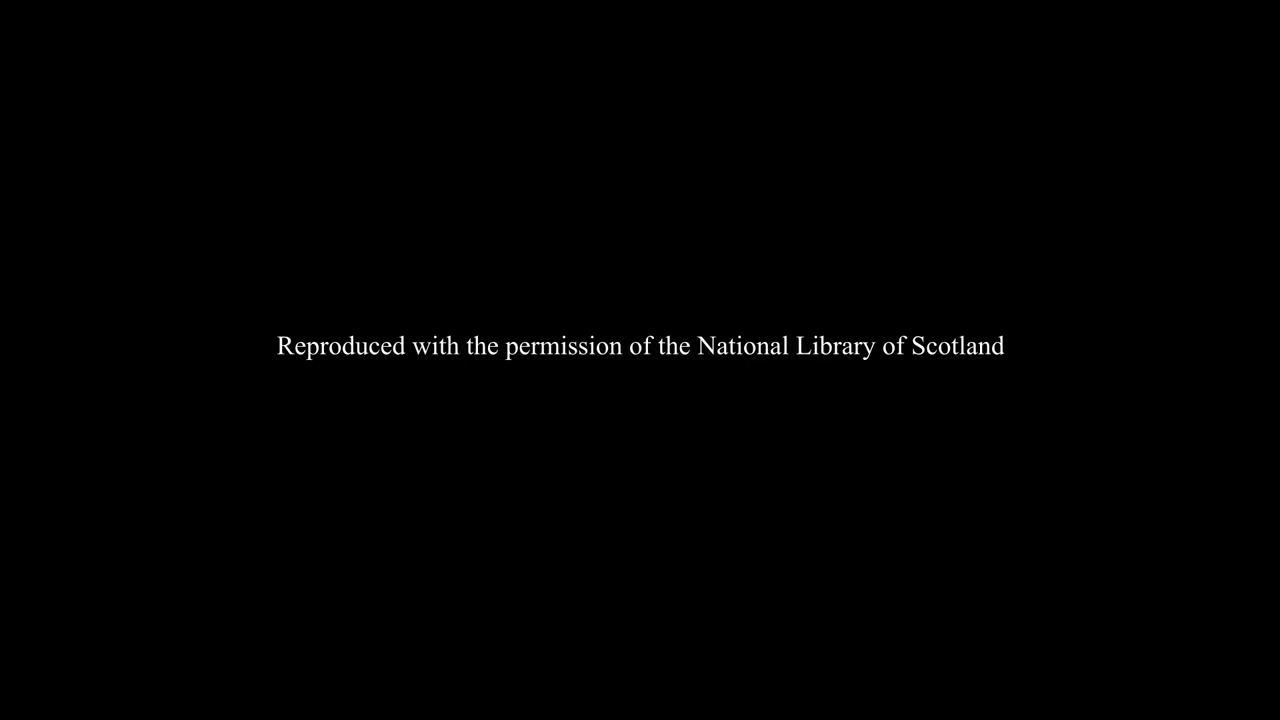 Reproduced with the permission of the National Library of Scotland